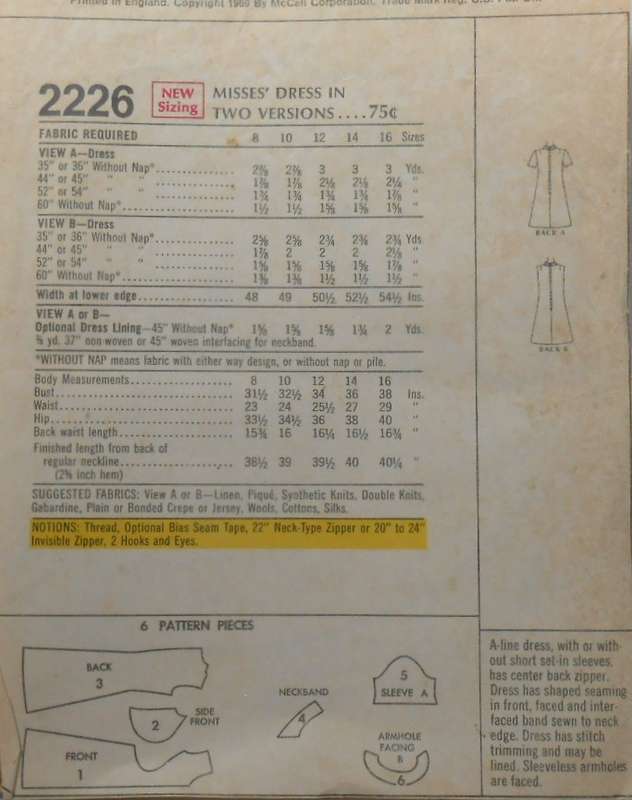 Printed in England. Copyright 1969 By McCall Corporation. Trade Mark Reg. U.S.
2226 NEW Sizing MISSES' DRESS IN TWO VERSIONS....75¢
FABRIC REQUIRED 8 10 12 14 16 Sizes
VIEW A—Dress
35" or 36" Without Nap* 3 3 3 Yds.
44" or 45" " " 1⅞ 1⅞ 2⅛ 2⅛ 2¼ "
52" or 54" " " 1¾ 1¾ 1¾ 1¾ 1⅞ "
60" Without Nap* 1½ 1½ 1⅝ 1⅝ 1⅝ "
VIEW B—Dress
35" or 36" Without Nap* 2⅝ 2⅝ 2¾ 2¾ 2¾ Yds
44" or 45" " " 1⅞ 2 2 2 2⅛ "
52" or 54" " " 1⅝ 1⅝ 1⅝ 1⅝ 1⅞ "
60" Without Nap* 1⅜ 1⅜ 1½ 1½ 1½ "
Width at lower edge 48 49 50½ 52½ 54½ Ins.
VIEW A or B—
Optional Dress Lining—45" Without Nap* 1⅝ 1⅝ 1⅝ 1¾ 2 Yds.
yd. 37" non woven or 45" woven interfacing for neckband.
*WITHOUT NAP means fabric with either way design, or without nap or pile.
Body Measurements 8 10 12 14 16
Bust 31½ 32½ 34 36 38 Ins.
Waist 23 24 25½ 27 29 "
Hip 33½ 34½ 36 38 40 "
Back waist length 15¾ 16 16¼ 16½ 16¾ "
Finished length from back of
regular neckline 38½ 39 39½ 40 40¼ "
(2⅝ inch hem)
SUGGESTED FABRICS: View A or B—Linen, Piqué, Synthetic Knits, Double Knits,
Gabardine, Plain or Bonded Crepe or Jersey, Wools, Cottons, Silks.
NOTIONS: Thread, Optional Bias Seam Tape, 22" Neck-Type Zipper or 20" to 24"
Invisible Zipper, 2 Hooks and Eyes.
BACK A
BACK B
6 PATTERN PIECES
BACK
3
SIDE
FRONT
2
FRONT
1
NECKBAND
4
5
SLEEVE A
ARMHOLE
FACING
B
6
A-line dress, with or with-
out short set-in sleeves,
has center back zipper.
Dress has shaped seaming
in front, faced and inter-
faced band sewn to neck
edge. Dress has stitch
trimming and may be
lined. Sleeveless armholes
are faced.